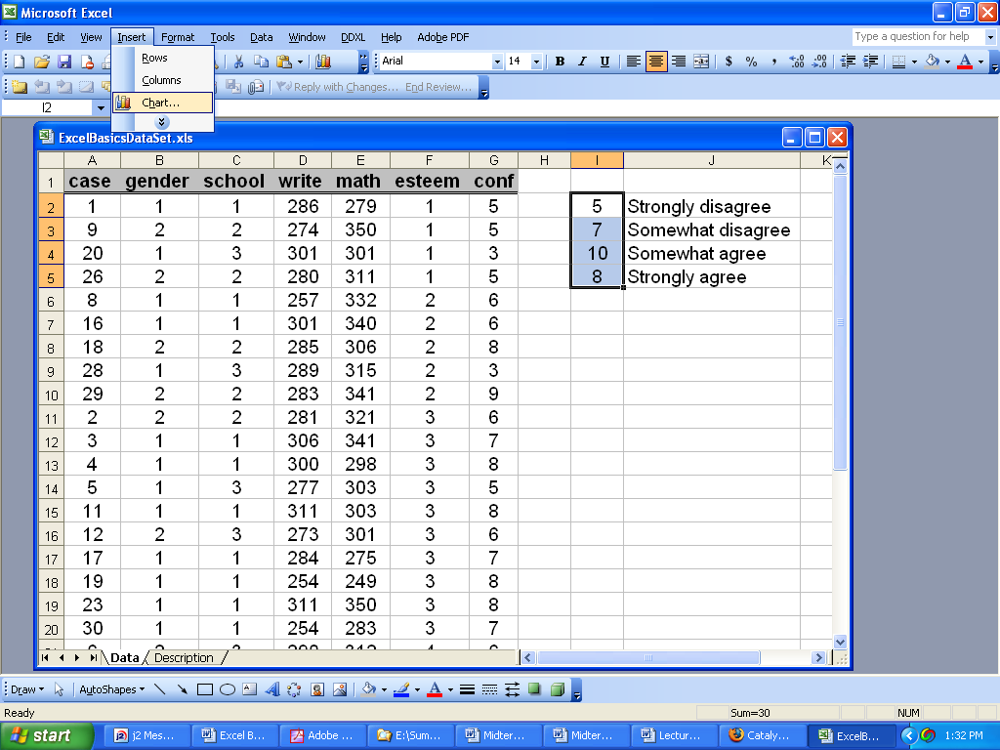 Microsoft Excel
File Edit View Insert Format Tools Data Window DDXL Help Adobe PDF Type a question for help
Rows
Columns
Chart...
Arial 14 B I U $ % ,
Reply with Changes... End Review...
I2
ExcelBasicsDataSet.xls
A B C D E F G H I J K
1 case gender school write math esteem conf
2 1 1 1 286 279 1 5 5 Strongly disagree
3 9 2 2 274 350 1 5 7 Somewhat disagree
4 20 1 3 301 301 1 3 10 Somewhat agree
5 26 2 2 280 311 1 5 8 Strongly agree
6 8 1 1 257 332 2 6
7 16 1 1 301 340 2 6
8 18 2 2 285 306 2 8
9 28 1 3 289 315 2 3
10 29 2 2 283 341 2 9
11 2 2 2 281 321 3 6
12 3 1 1 306 341 3 7
13 4 1 1 300 298 3 8
14 5 1 3 277 303 3 5
15 11 1 1 311 303 3 8
16 12 2 3 273 301 3 6
17 17 1 1 284 275 3 7
18 19 1 1 254 249 3 8
19 23 1 1 311 350 3 8
20 30 1 1 254 283 3 7
Data Description
Draw AutoShapes
Ready Sum=30 NUM
start j2 Mes... Excel B... Adobe ... E:\Sum... Midter... Midter... Lectur... Cataly... ExcelB... 1:32 PM